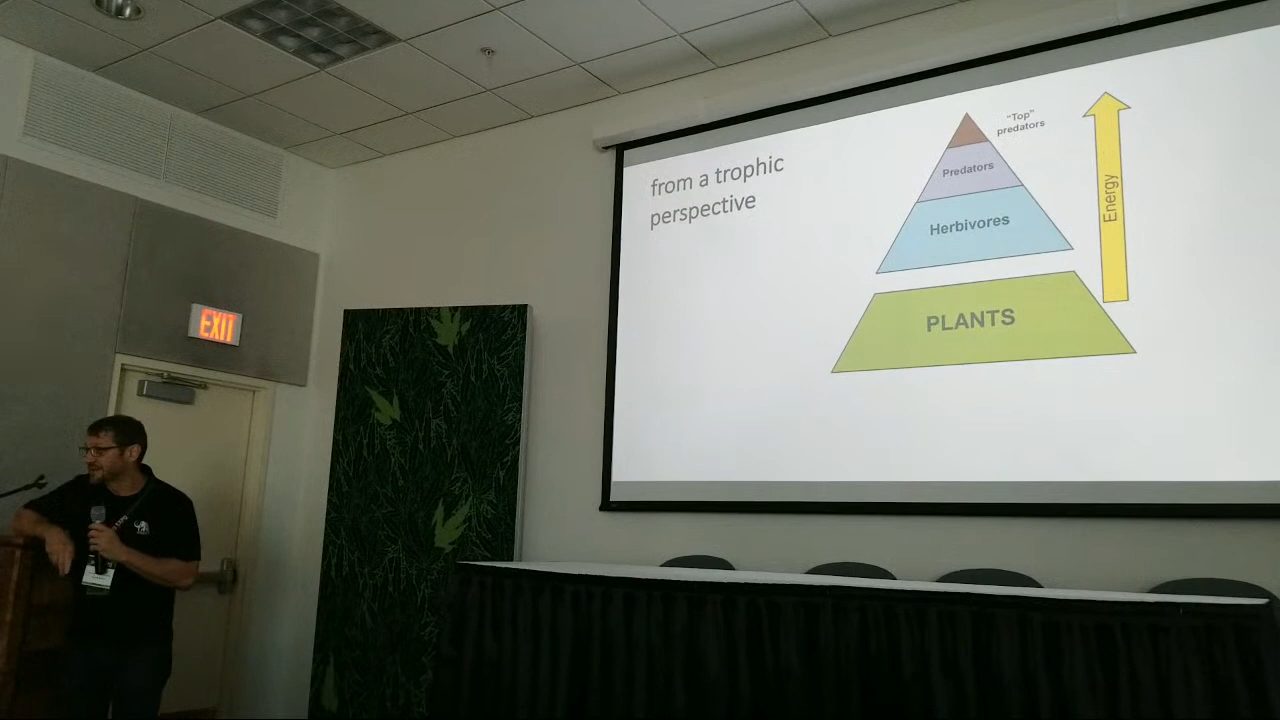 from a trophic
perspective
"Top"
predators
Predators
Herbivores
PLANTS
Energy
EXIT